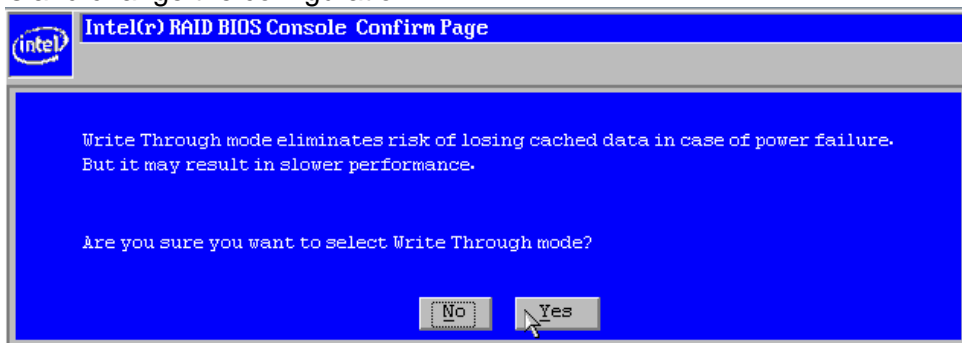 intel
Intel(r) RAID BIOS Console Confirm Page
Write Through mode eliminates risk of losing cached data in case of power failure.
But it may result in slower performance.
Are you sure you want to select Write Through mode?
No Yes